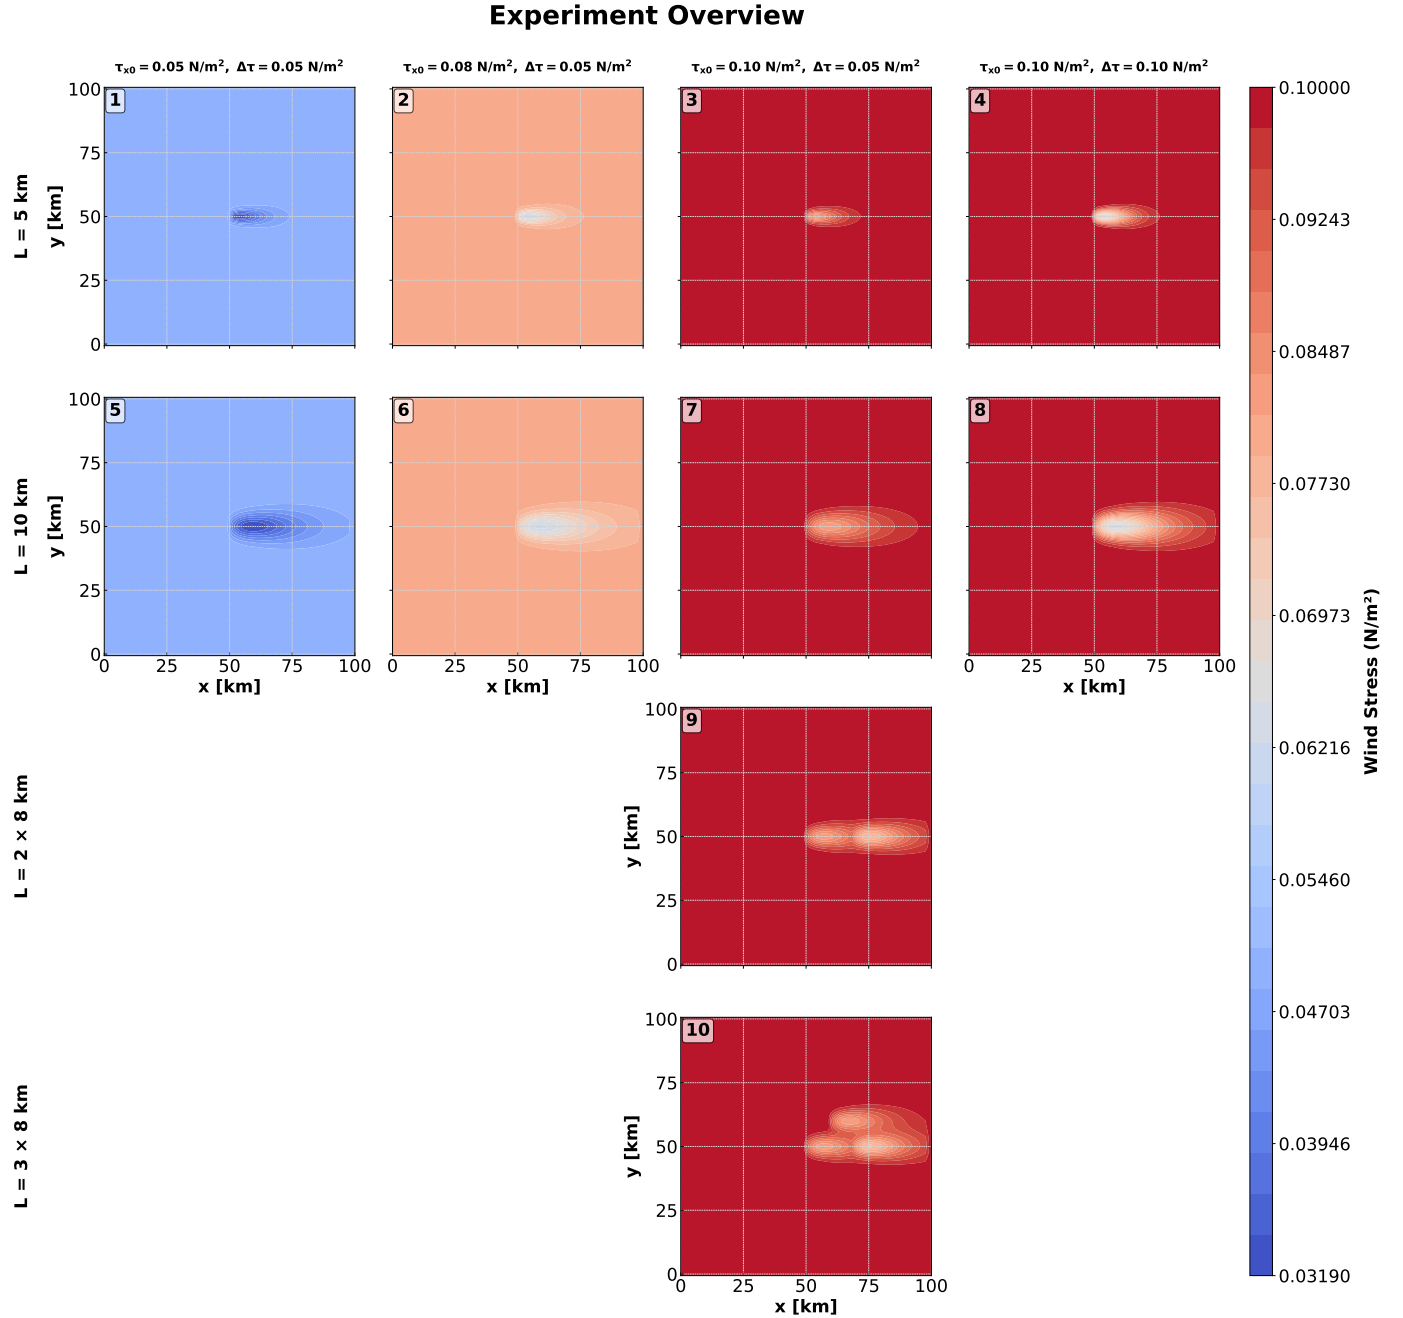 Experiment Overview
τx0 = 0.05 N/m², Δτ = 0.05 N/m²
τx0 = 0.08 N/m², Δτ = 0.05 N/m²
τx0 = 0.10 N/m², Δτ = 0.05 N/m²
τx0 = 0.10 N/m², Δτ = 0.10 N/m²
L = 5 km
y [km]
100
75
50
25
0
1
2
3
4
L = 10 km
y [km]
100
75
50
25
0
5
6
7
8
0 25 50 75 100
x [km]
0 25 50 75 100
x [km]
0 25 50 75 100
x [km]
L = 2 × 8 km
y [km]
100
75
50
25
0
9
L = 3 × 8 km
y [km]
100
75
50
25
0
10
0 25 50 75 100
x [km]
0.10000
0.09243
0.08487
0.07730
0.06973
0.06216
0.05460
0.04703
0.03946
0.03190
Wind Stress (N/m²)